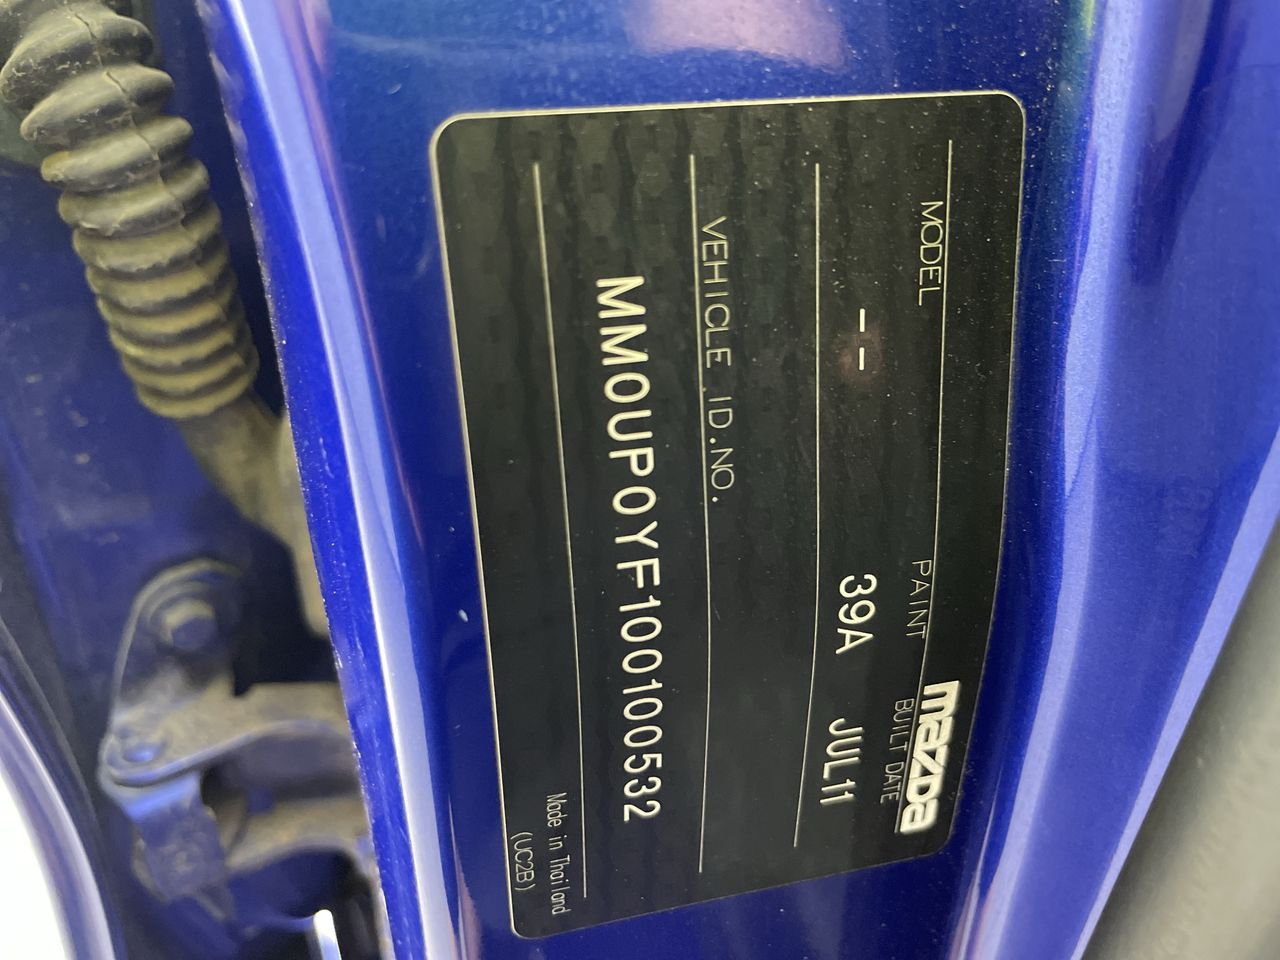 mazda
MODEL PAINT BUILT DATE
-- 39A JUL11
VEHICLE .ID.NO.
MM0UP0YF100100532
Made in Thailand
(UC2B)